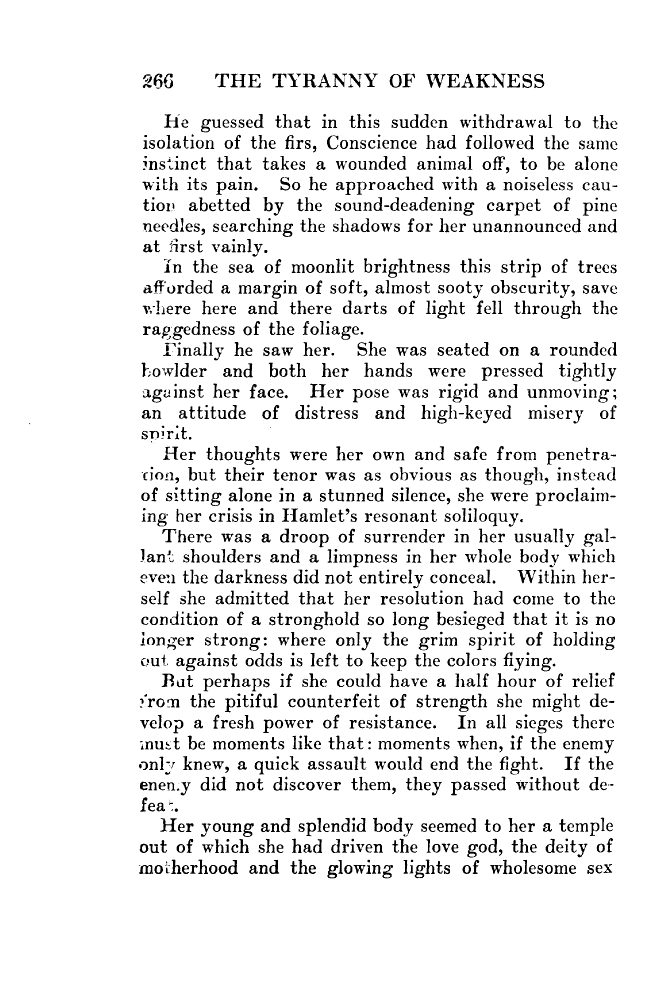 266 THE TYRANNY OF WEAKNESS
He guessed that in this sudden withdrawal to the
isolation of the firs, Conscience had followed the same
instinct that takes a wounded animal off, to be alone
with its pain. So he approached with a noiseless cau-
tion abetted by the sound-deadening carpet of pine
needles, searching the shadows for her unannounced and
at first vainly.
In the sea of moonlit brightness this strip of trees
afforded a margin of soft, almost sooty obscurity, save
where here and there darts of light fell through the
raggedness of the foliage.
Finally he saw her. She was seated on a rounded
bowlder and both her hands were pressed tightly
against her face. Her pose was rigid and unmoving;
an attitude of distress and high-keyed misery of
spirit.
Her thoughts were her own and safe from penetra-
tion, but their tenor was as obvious as though, instead
of sitting alone in a stunned silence, she were proclaim-
ing her crisis in Hamlet's resonant soliloquy.
There was a droop of surrender in her usually gal-
lant shoulders and a limpness in her whole body which
even the darkness did not entirely conceal. Within her-
self she admitted that her resolution had come to the
condition of a stronghold so long besieged that it is no
longer strong: where only the grim spirit of holding
out against odds is left to keep the colors flying.
But perhaps if she could have a half hour of relief
from the pitiful counterfeit of strength she might de-
velop a fresh power of resistance. In all sieges there
must be moments like that: moments when, if the enemy
only knew, a quick assault would end the fight. If the
enemy did not discover them, they passed without de-
feat.
Her young and splendid body seemed to her a temple
out of which she had driven the love god, the deity of
motherhood and the glowing lights of wholesome sex